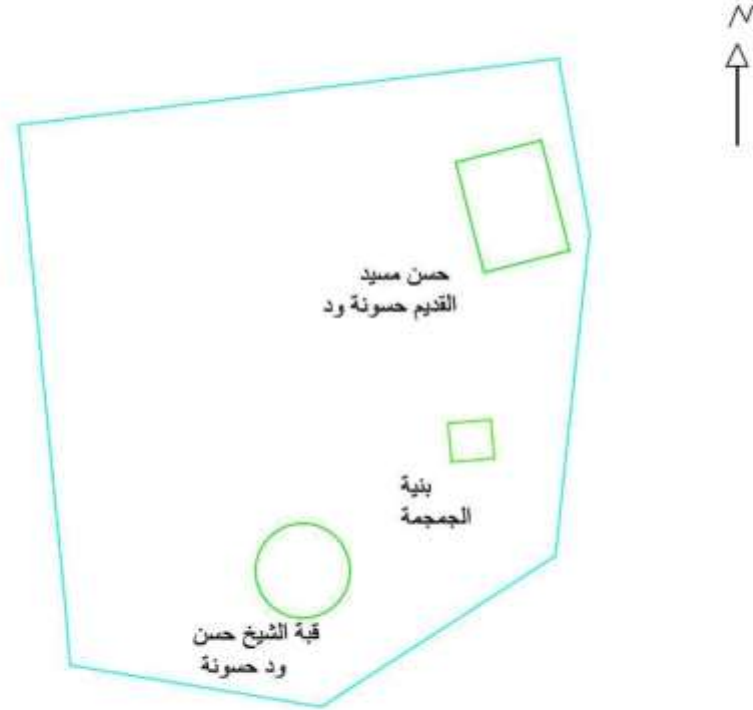 N
حسن مسيد
القديم حسونة ود
بنية
الجمجمة
قبة الشيخ حسن
ود حسونة